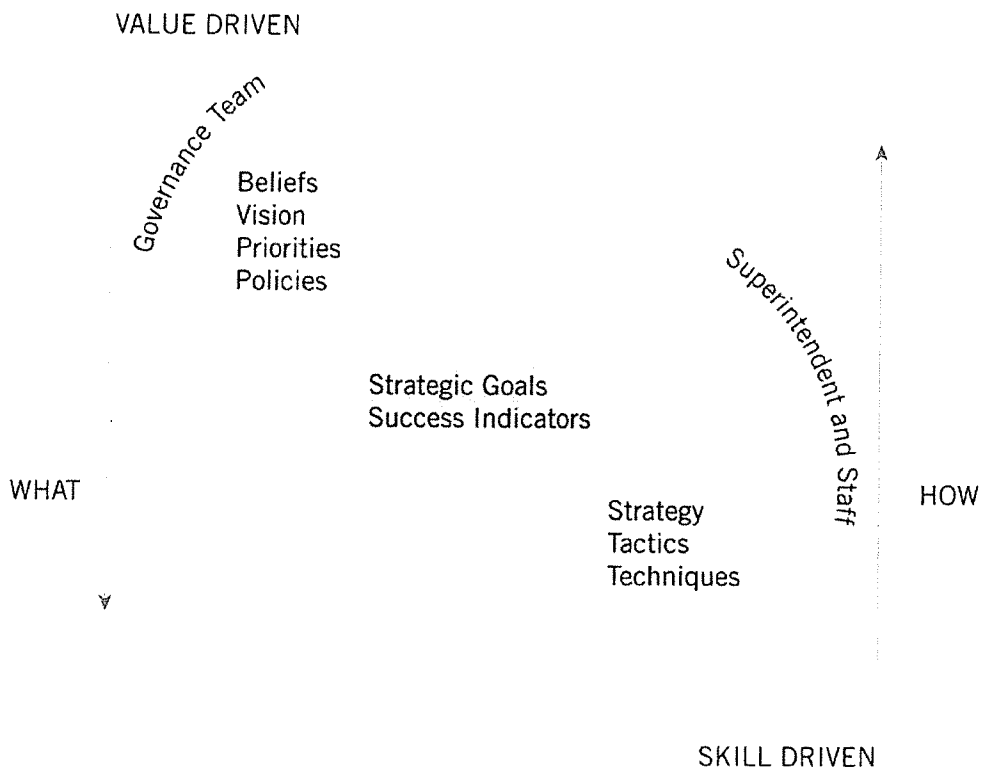 VALUE DRIVEN
Governance Team
Beliefs
Vision
Priorities
Policies
Superintendent and Staff
Strategic Goals
Success Indicators
WHAT
HOW
Strategy
Tactics
Techniques
SKILL DRIVEN